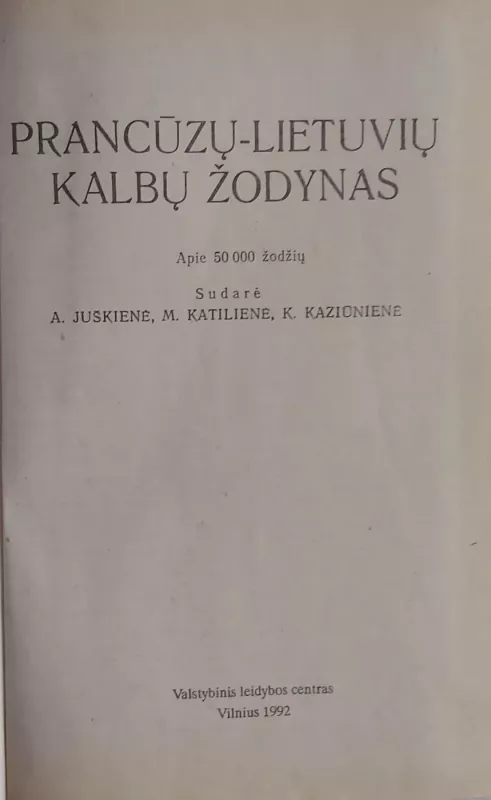 PRANCŪZŲ-LIETUVIŲ
KALBŲ ŽODYNAS
Apie 50 000 žodžių
Sudarė
A. JUSKIENĖ, M. KATILIENĖ, K. KAZIŪNIENĖ
Valstybinis leidybos centras
Vilnius 1992